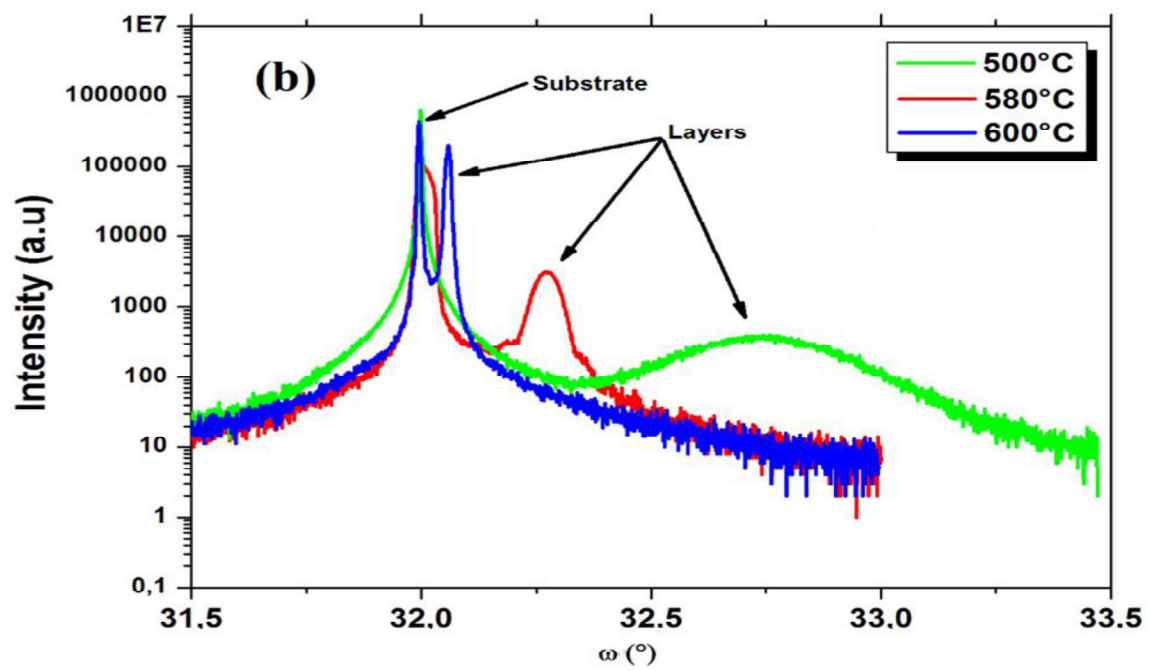 1E7
1000000
100000
10000
1000
100
10
1
0,1
Intensity (a.u)
(b)
Substrate
Layers
500°C
580°C
600°C
31,5
32,0
32,5
33,0
33,5
ω (°)